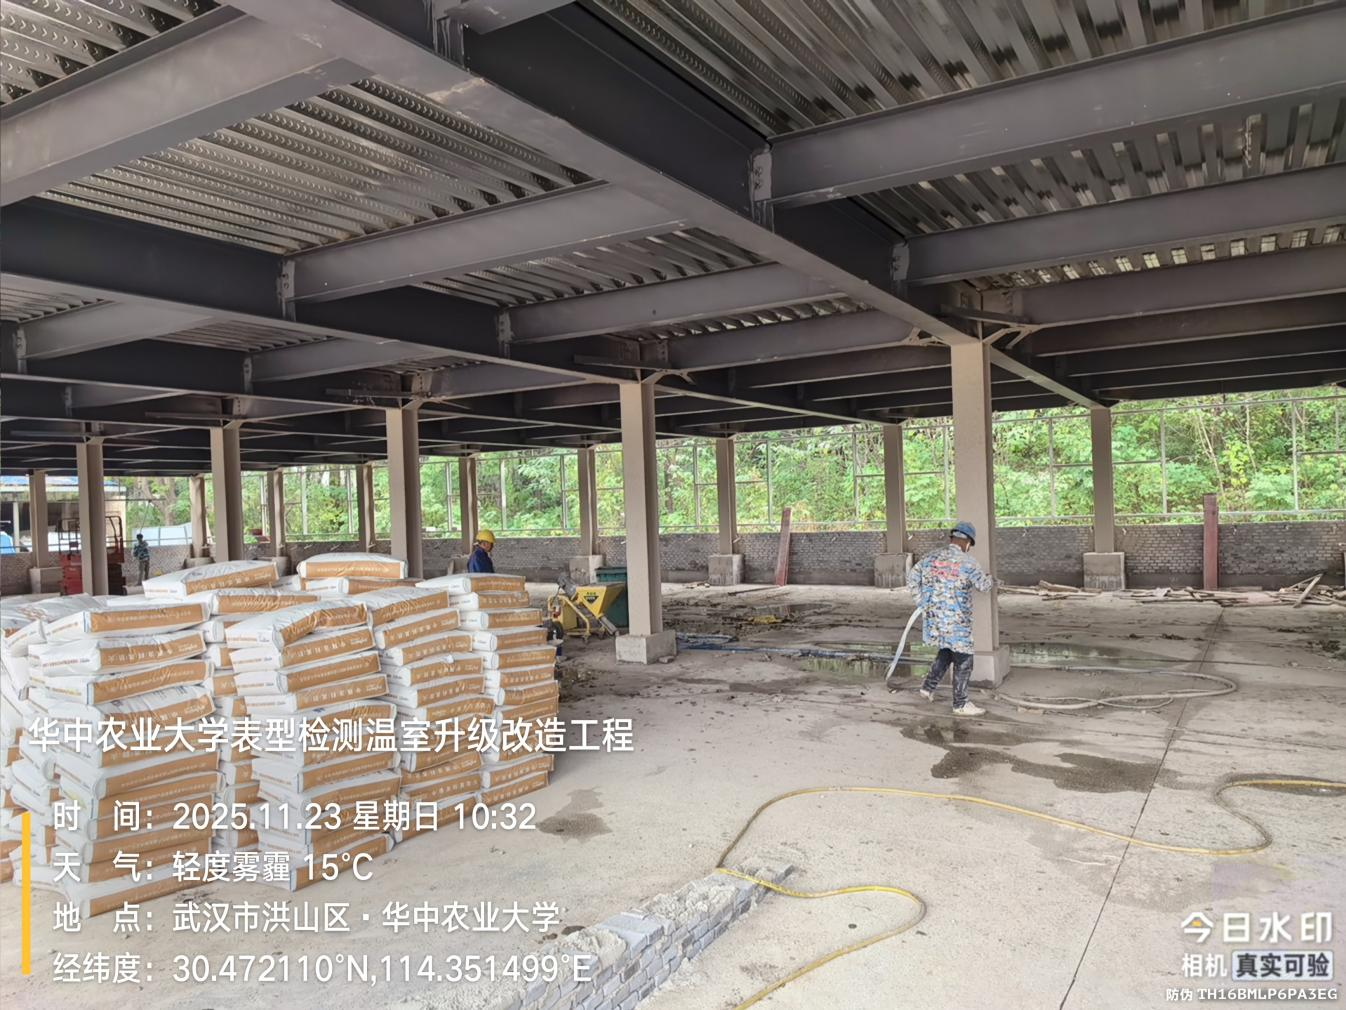 华中农业大学表型检测温室升级改造工程
时 间：2025.11.23 星期日 10:32
天 气：轻度雾霾 15℃
地 点：武汉市洪山区·华中农业大学
经纬度：30.472110°N,114.351499°E
今日水印
相机 真实可验
防伪 TH16BMLP6PA3EG